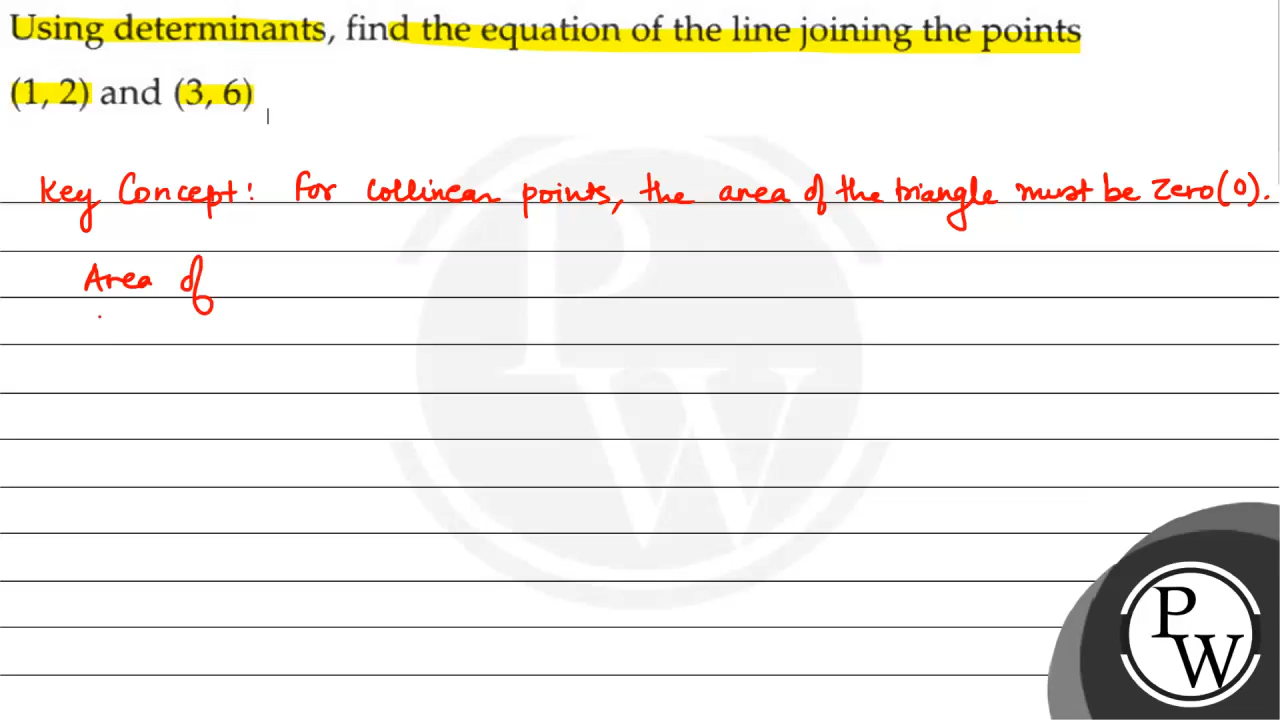 Using determinants, find the equation of the line joining the points
(1, 2) and (3, 6)
Key Concept: For collinear points, the area of the triangle must be zero (0).
Area of
P
W
P
W